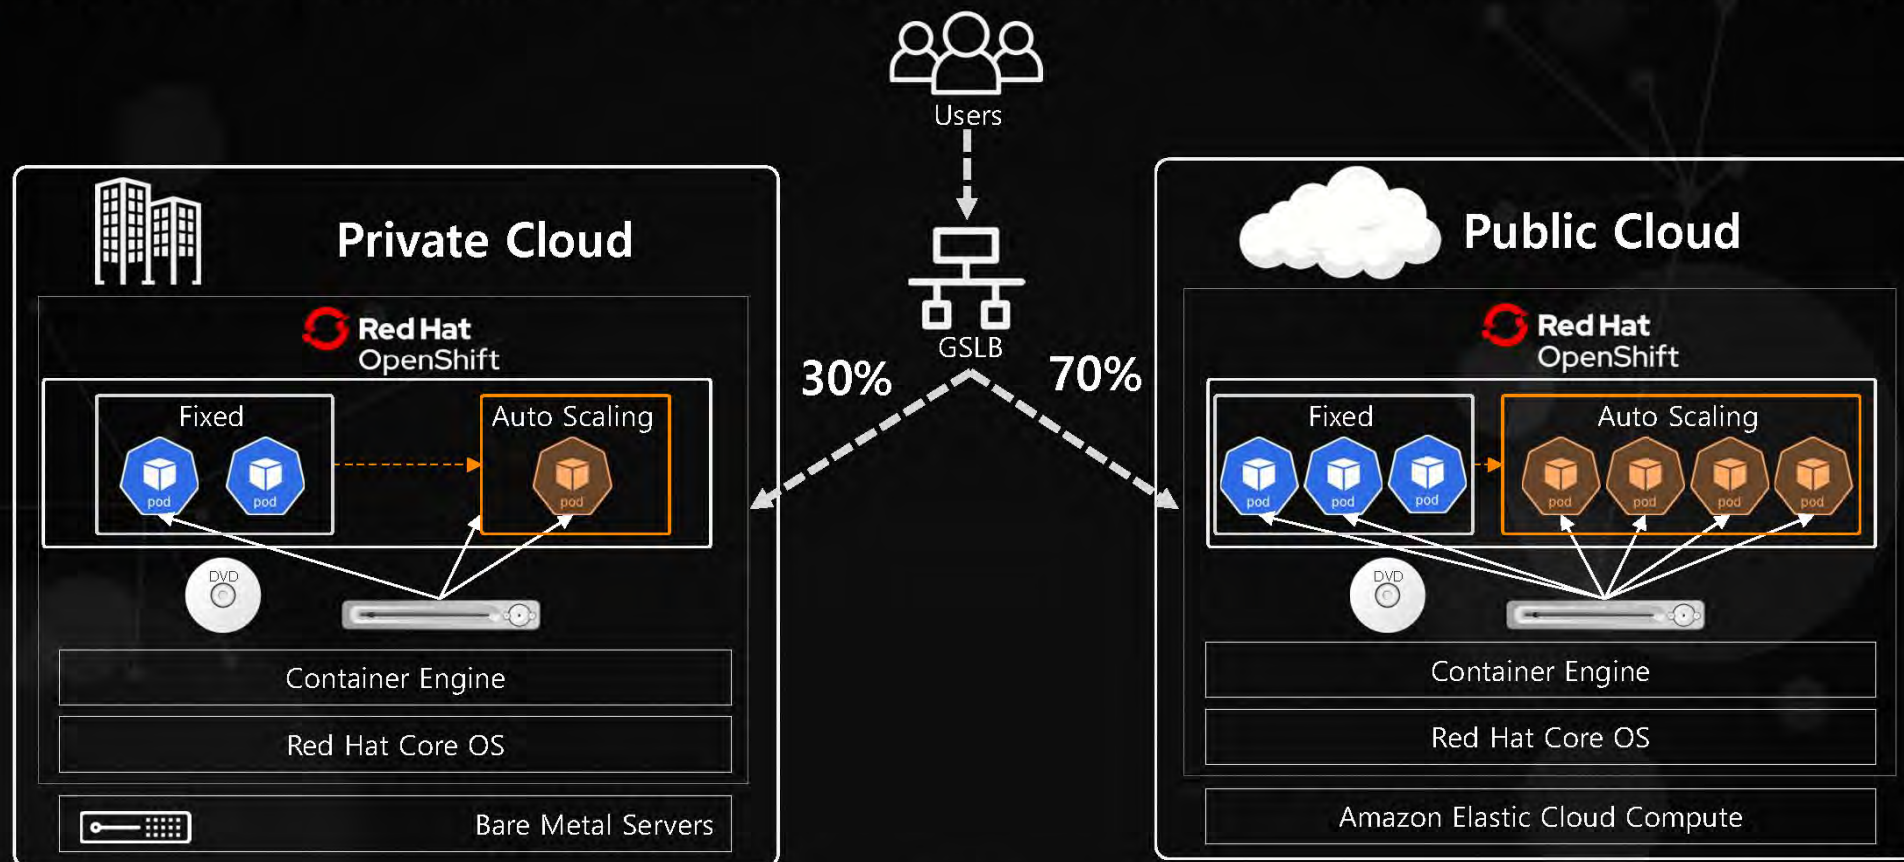 Users
GSLB
30%
70%
Private Cloud
Red Hat
OpenShift
Fixed
Auto Scaling
pod
pod
pod
DVD
Container Engine
Red Hat Core OS
Bare Metal Servers
Public Cloud
Red Hat
OpenShift
Fixed
Auto Scaling
pod
pod
pod
pod
pod
pod
pod
DVD
Container Engine
Red Hat Core OS
Amazon Elastic Cloud Compute